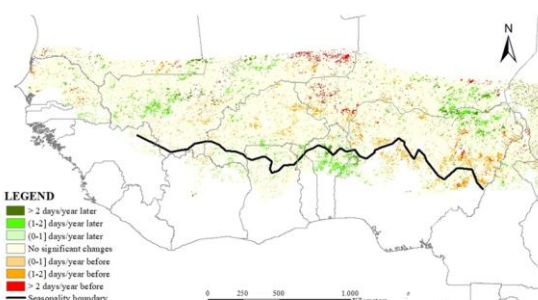 N
LEGEND
> 2 days/year later
(1-2] days/year later
(0-1] days/year later
No significant changes
(0-1] days/year before
(1-2] days/year before
> 2 days/year before
Seasonality boundary
0 250 500 1.000